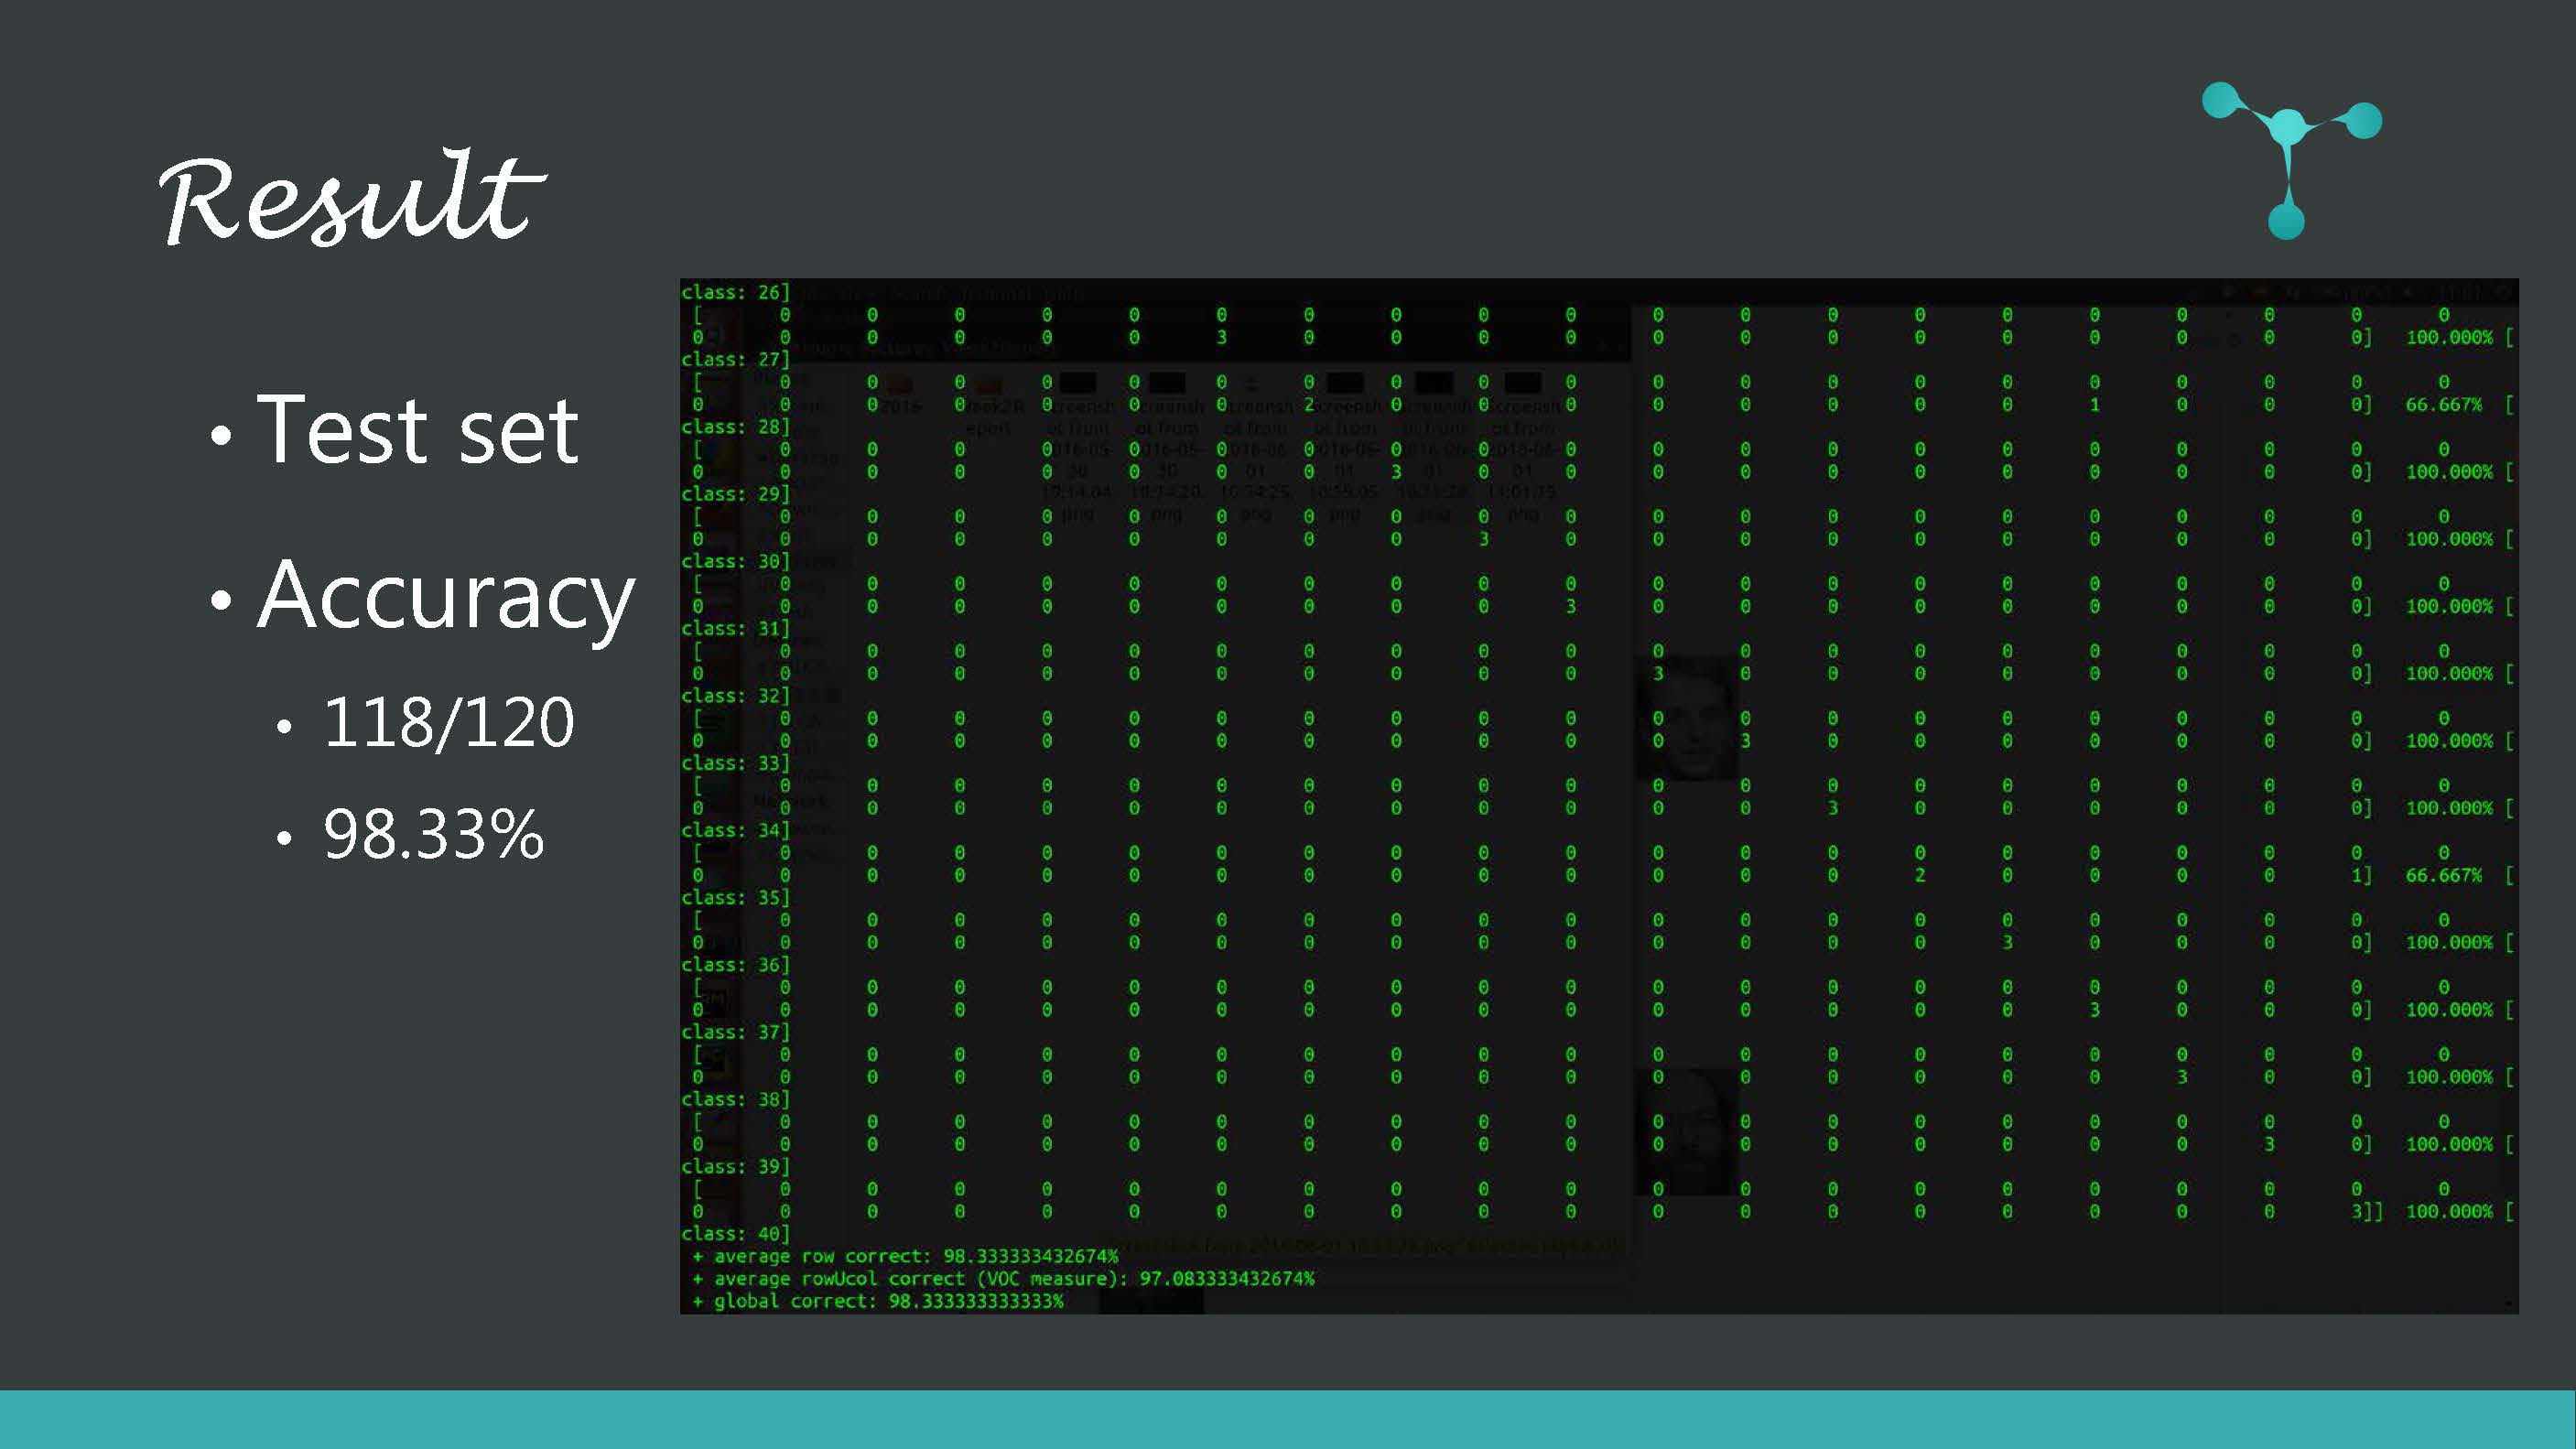 Result
• Test set
• Accuracy
• 118/120
• 98.33%
class: 26]
[ 0 0 0 0 0 0 0 0 0 0 0 0 0 0 0 0 0 0 0 0
0 0 0 0 0 0 3 0 0 0 0 0 0 0 0 0 0 0 0 0] 100.000% [
class: 27]
[ 0 0 0 0 0 0 0 0 0 0 0 0 0 0 0 0 0 0 0 0
0 0 0 0 0 0 0 2 0 0 0 0 0 0 0 0 1 0 0 0] 66.667% [
class: 28]
[ 0 0 0 0 0 0 0 0 0 0 0 0 0 0 0 0 0 0 0 0
0 0 0 0 0 0 0 0 3 0 0 0 0 0 0 0 0 0 0 0] 100.000% [
class: 29]
[ 0 0 0 0 0 0 0 0 0 0 0 0 0 0 0 0 0 0 0 0
0 0 0 0 0 0 0 0 0 3 0 0 0 0 0 0 0 0 0 0] 100.000% [
class: 30]
[ 0 0 0 0 0 0 0 0 0 0 0 0 0 0 0 0 0 0 0 0
0 0 0 0 0 0 0 0 0 0 3 0 0 0 0 0 0 0 0 0] 100.000% [
class: 31]
[ 0 0 0 0 0 0 0 0 0 0 0 0 0 0 0 0 0 0 0 0
0 0 0 0 0 0 0 0 0 0 0 3 0 0 0 0 0 0 0 0] 100.000% [
class: 32]
[ 0 0 0 0 0 0 0 0 0 0 0 0 0 0 0 0 0 0 0 0
0 0 0 0 0 0 0 0 0 0 0 0 3 0 0 0 0 0 0 0] 100.000% [
class: 33]
[ 0 0 0 0 0 0 0 0 0 0 0 0 0 0 0 0 0 0 0 0
0 0 0 0 0 0 0 0 0 0 0 0 0 3 0 0 0 0 0 0] 100.000% [
class: 34]
[ 0 0 0 0 0 0 0 0 0 0 0 0 0 0 0 0 0 0 0 0
0 0 0 0 0 0 0 0 0 0 0 0 0 0 2 0 0 0 0 1] 66.667% [
class: 35]
[ 0 0 0 0 0 0 0 0 0 0 0 0 0 0 0 0 0 0 0 0
0 0 0 0 0 0 0 0 0 0 0 0 0 0 0 3 0 0 0 0] 100.000% [
class: 36]
[ 0 0 0 0 0 0 0 0 0 0 0 0 0 0 0 0 0 0 0 0
0 0 0 0 0 0 0 0 0 0 0 0 0 0 0 0 3 0 0 0] 100.000% [
class: 37]
[ 0 0 0 0 0 0 0 0 0 0 0 0 0 0 0 0 0 0 0 0
0 0 0 0 0 0 0 0 0 0 0 0 0 0 0 0 0 3 0 0] 100.000% [
class: 38]
[ 0 0 0 0 0 0 0 0 0 0 0 0 0 0 0 0 0 0 0 0
0 0 0 0 0 0 0 0 0 0 0 0 0 0 0 0 0 0 3 0] 100.000% [
class: 39]
[ 0 0 0 0 0 0 0 0 0 0 0 0 0 0 0 0 0 0 0 0
0 0 0 0 0 0 0 0 0 0 0 0 0 0 0 0 0 0 0 3]] 100.000% [
class: 40]
+ average row correct: 98.333333432674%
+ average rowUcol correct (VOC measure): 97.083333432674%
+ global correct: 98.333333333333%